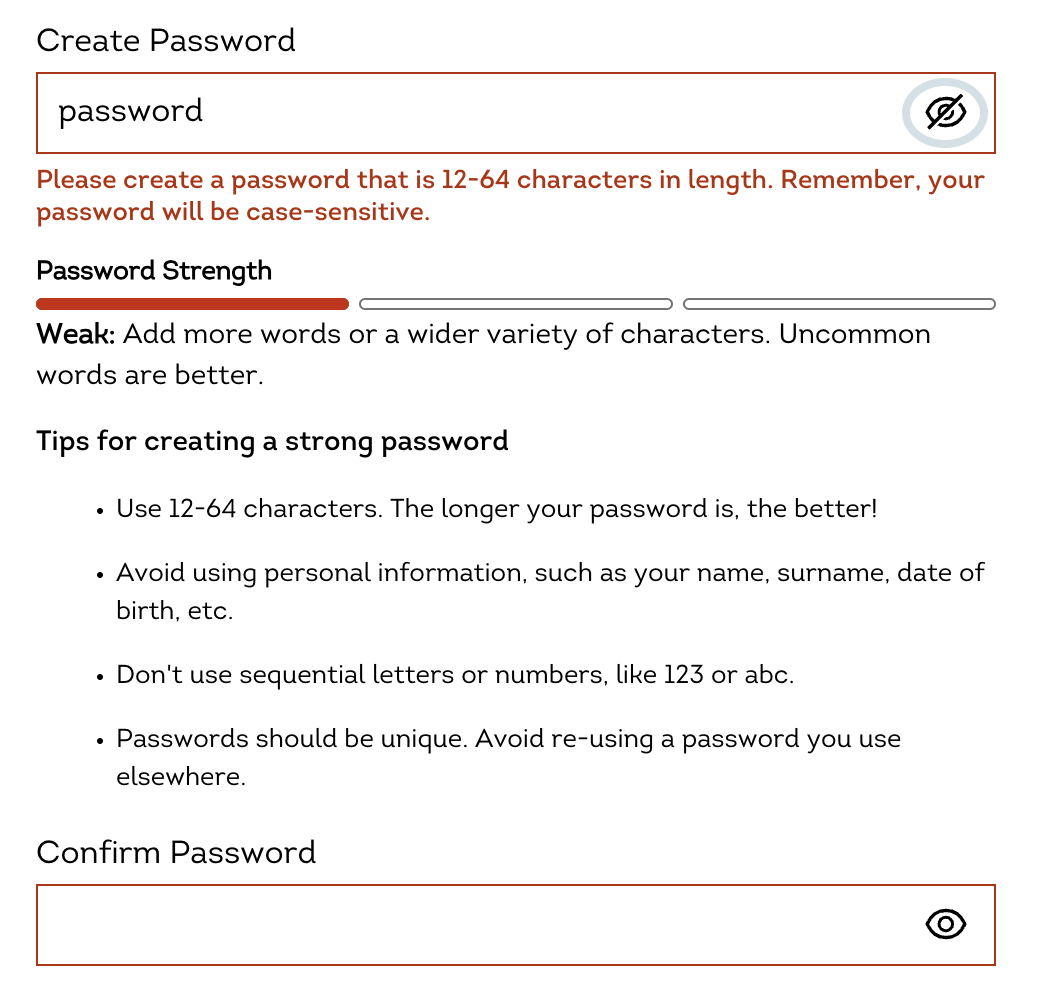 Create Password
password
Please create a password that is 12-64 characters in length. Remember, your
password will be case-sensitive.
Password Strength
Weak: Add more words or a wider variety of characters. Uncommon
words are better.
Tips for creating a strong password
• Use 12-64 characters. The longer your password is, the better!
• Avoid using personal information, such as your name, surname, date of
birth, etc.
• Don't use sequential letters or numbers, like 123 or abc.
• Passwords should be unique. Avoid re-using a password you use
elsewhere.
Confirm Password